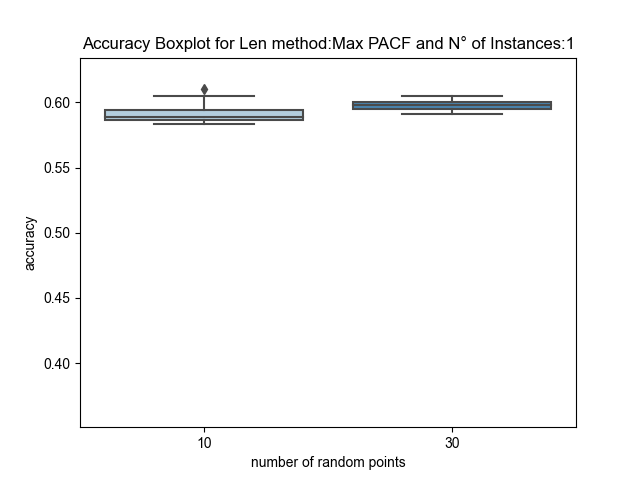 Accuracy Boxplot for Len method:Max PACF and N° of Instances:1
0.60
0.55
0.50
0.45
0.40
accuracy
10
30
number of random points